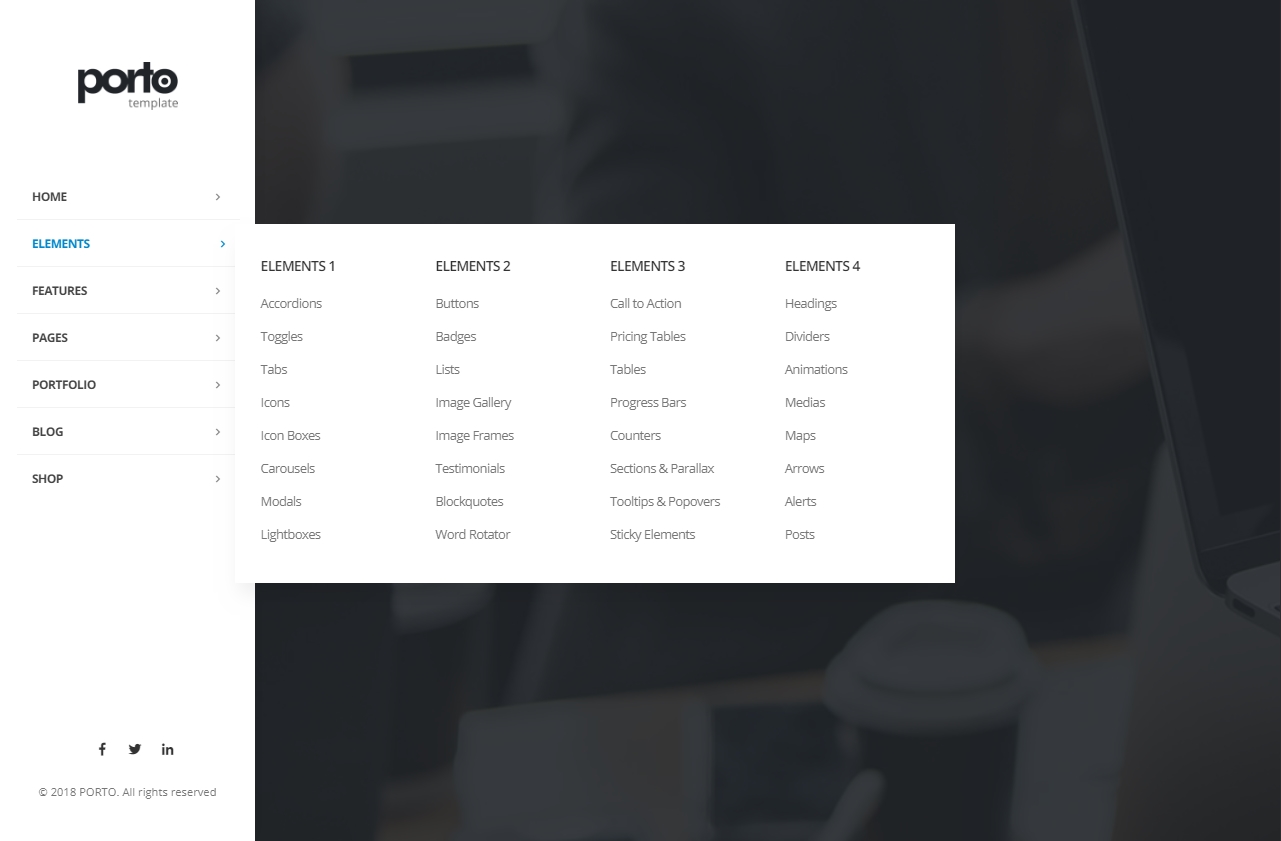 porto
template
HOME
ELEMENTS
FEATURES
PAGES
PORTFOLIO
BLOG
SHOP
ELEMENTS 1
Accordions
Toggles
Tabs
Icons
Icon Boxes
Carousels
Modals
Lightboxes
ELEMENTS 2
Buttons
Badges
Lists
Image Gallery
Image Frames
Testimonials
Blockquotes
Word Rotator
ELEMENTS 3
Call to Action
Pricing Tables
Tables
Progress Bars
Counters
Sections & Parallax
Tooltips & Popovers
Sticky Elements
ELEMENTS 4
Headings
Dividers
Animations
Medias
Maps
Arrows
Alerts
Posts
© 2018 PORTO. All rights reserved